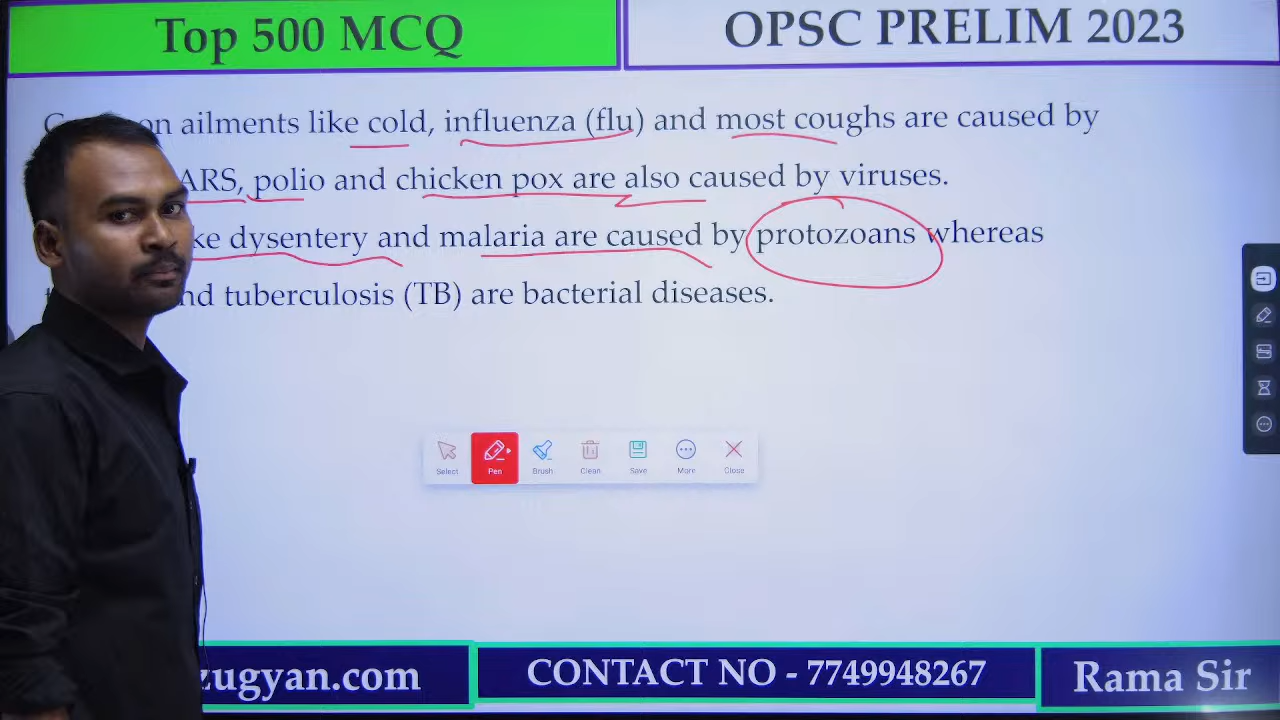 Top 500 MCQ
OPSC PRELIM 2023
on ailments like cold, influenza (flu) and most coughs are caused by
ARS, polio and chicken pox are also caused by viruses.
ke dysentery and malaria are caused by protozoans whereas
nd tuberculosis (TB) are bacterial diseases.
Select Pen Brush Clean Save More Close
zugyan.com
CONTACT NO - 7749948267
Rama Sir